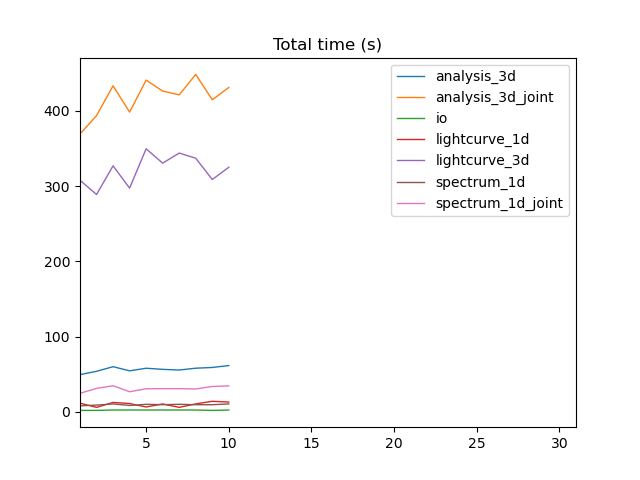 Total time (s)
analysis_3d
analysis_3d_joint
io
lightcurve_1d
lightcurve_3d
spectrum_1d
spectrum_1d_joint
400
300
200
100
0
5 10 15 20 25 30